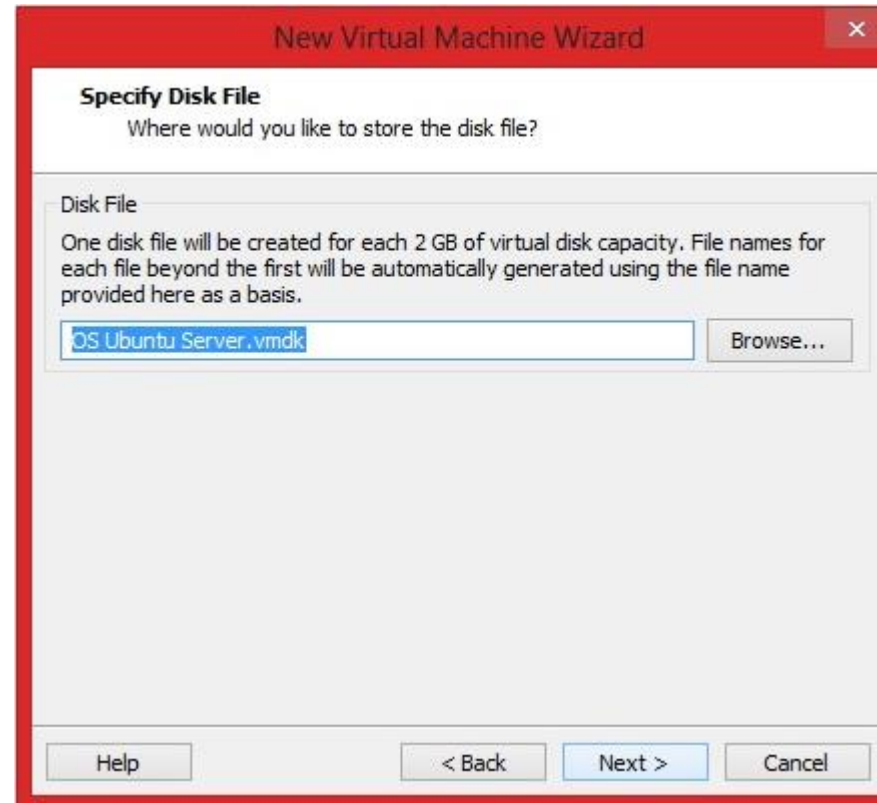 New Virtual Machine Wizard
×
Specify Disk File
Where would you like to store the disk file?
Disk File
One disk file will be created for each 2 GB of virtual disk capacity. File names for
each file beyond the first will be automatically generated using the file name
provided here as a basis.
OS Ubuntu Server.vmdk
Browse...
Help
< Back
Next >
Cancel